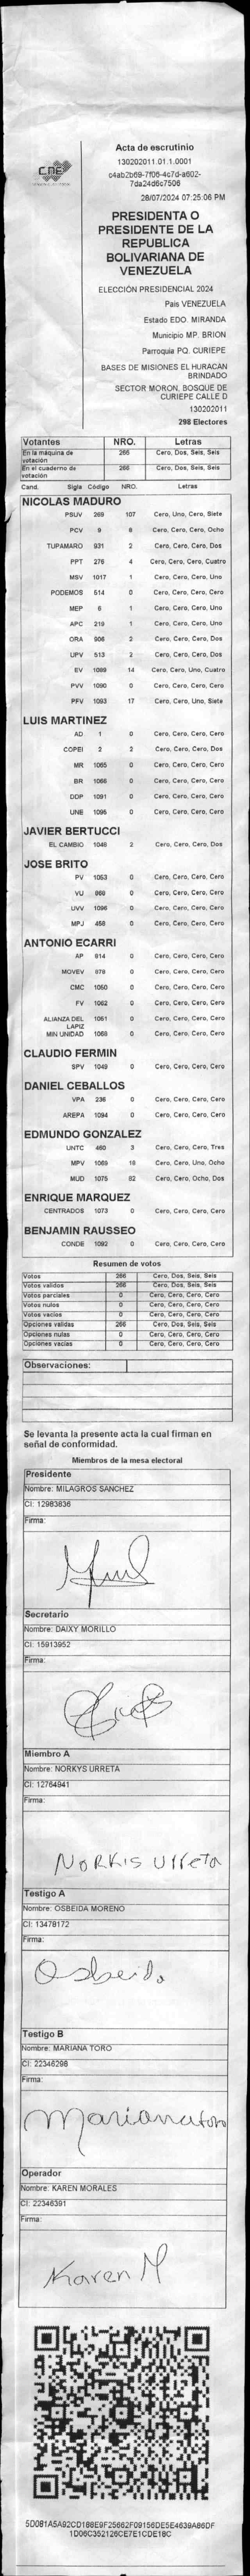 CNE
Acta de escrutinio
130202011.01.1.0001
c4ab2b69-7f06-4c7d-a602-
7da24d6c7506
28/07/2024 07:25:06 PM
PRESIDENTA O
PRESIDENTE DE LA
REPUBLICA
BOLIVARIANA DE
VENEZUELA
ELECCIÓN PRESIDENCIAL 2024
Pais VENEZUELA
Estado EDO. MIRANDA
Municipio MP. BRION
Parroquia PQ. CURIEPE
BASES DE MISIONES EL HURACAN
BRINDADO
SECTOR MORON, BOSQUE DE
CURIEPE CALLE D
130202011
298 Electores
Votantes NRO. Letras
En la máquina de votación 266 Cero, Dos, Seis, Seis
En el cuaderno de votación 266 Cero, Dos, Seis, Seis
Cand. Sigla Código NRO. Letras
NICOLAS MADURO
PSUV 269 107 Cero, Uno, Cero, Siete
PCV 9 8 Cero, Cero, Cero, Ocho
TUPAMARO 931 2 Cero, Cero, Cero, Dos
PPT 276 4 Cero, Cero, Cero, Cuatro
MSV 1017 1 Cero, Cero, Cero, Uno
PODEMOS 514 0 Cero, Cero, Cero, Cero
MEP 6 1 Cero, Cero, Cero, Uno
APC 219 1 Cero, Cero, Cero, Uno
ORA 906 2 Cero, Cero, Cero, Dos
UPV 513 2 Cero, Cero, Cero, Dos
EV 1089 14 Cero, Cero, Uno, Cuatro
PVV 1090 0 Cero, Cero, Cero, Cero
PFV 1093 17 Cero, Cero, Uno, Siete
LUIS MARTINEZ
AD 1 0 Cero, Cero, Cero, Cero
COPEI 2 2 Cero, Cero, Cero, Dos
MR 1065 0 Cero, Cero, Cero, Cero
BR 1066 0 Cero, Cero, Cero, Cero
DDP 1091 0 Cero, Cero, Cero, Cero
UNE 1095 0 Cero, Cero, Cero, Cero
JAVIER BERTUCCI
EL CAMBIO 1048 2 Cero, Cero, Cero, Dos
JOSE BRITO
PV 1053 0 Cero, Cero, Cero, Cero
VU 868 0 Cero, Cero, Cero, Cero
UVV 1096 0 Cero, Cero, Cero, Cero
MPJ 458 0 Cero, Cero, Cero, Cero
ANTONIO ECARRI
AP 814 0 Cero, Cero, Cero, Cero
MOVEV 878 0 Cero, Cero, Cero, Cero
CMC 1050 0 Cero, Cero, Cero, Cero
FV 1062 0 Cero, Cero, Cero, Cero
ALIANZA DEL LAPIZ 1051 0 Cero, Cero, Cero, Cero
MIN UNIDAD 1068 0 Cero, Cero, Cero, Cero
CLAUDIO FERMIN
SPV 1049 0 Cero, Cero, Cero, Cero
DANIEL CEBALLOS
VPA 236 0 Cero, Cero, Cero, Cero
AREPA 1094 0 Cero, Cero, Cero, Cero
EDMUNDO GONZALEZ
UNTC 460 3 Cero, Cero, Cero, Tres
MPV 1069 18 Cero, Cero, Uno, Ocho
MUD 1075 82 Cero, Cero, Ocho, Dos
ENRIQUE MARQUEZ
CENTRADOS 1073 0 Cero, Cero, Cero, Cero
BENJAMIN RAUSSEO
CONDE 1092 0 Cero, Cero, Cero, Cero
Resumen de votos
Votos 266 Cero, Dos, Seis, Seis
Votos validos 266 Cero, Dos, Seis, Seis
Votos parciales 0 Cero, Cero, Cero, Cero
Votos nulos 0 Cero, Cero, Cero, Cero
Votos vacios 0 Cero, Cero, Cero, Cero
Opciones validas 266 Cero, Dos, Seis, Seis
Opciones nulas 0 Cero, Cero, Cero, Cero
Opciones vacias 0 Cero, Cero, Cero, Cero
Observaciones:
Se levanta la presente acta la cual firman en
señal de conformidad.
Miembros de la mesa electoral
Presidente
Nombre: MILAGROS SANCHEZ
CI: 12983836
Firma:
Secretario
Nombre: DAIXY MORILLO
CI: 15913952
Firma:
Miembro A
Nombre: NORKYS URRETA
CI: 12764941
Firma:
NORKIS Urreta
Testigo A
Nombre: OSBEIDA MORENO
CI: 13478172
Firma:
Osbeida
Testigo B
Nombre: MARIANA TORO
CI: 22346298
Firma:
Mariana toro
Operador
Nombre: KAREN MORALES
CI: 22346391
Firma:
Karen M
5D081A5A92CD188E9F25662F09156DE5E4639A86DF
1D06C352126CE7E1CDE18C